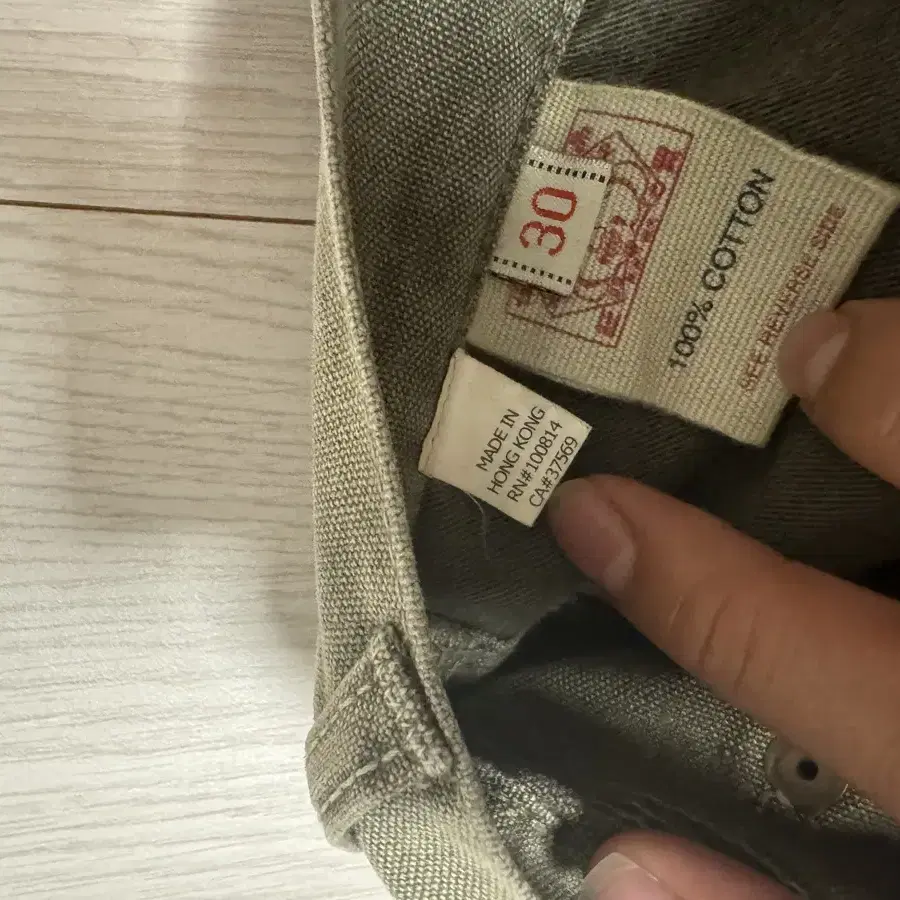 30
100% COTTON
SEE REVERSE SIDE
MADE IN
HONG KONG
RN#100814
CA#37569